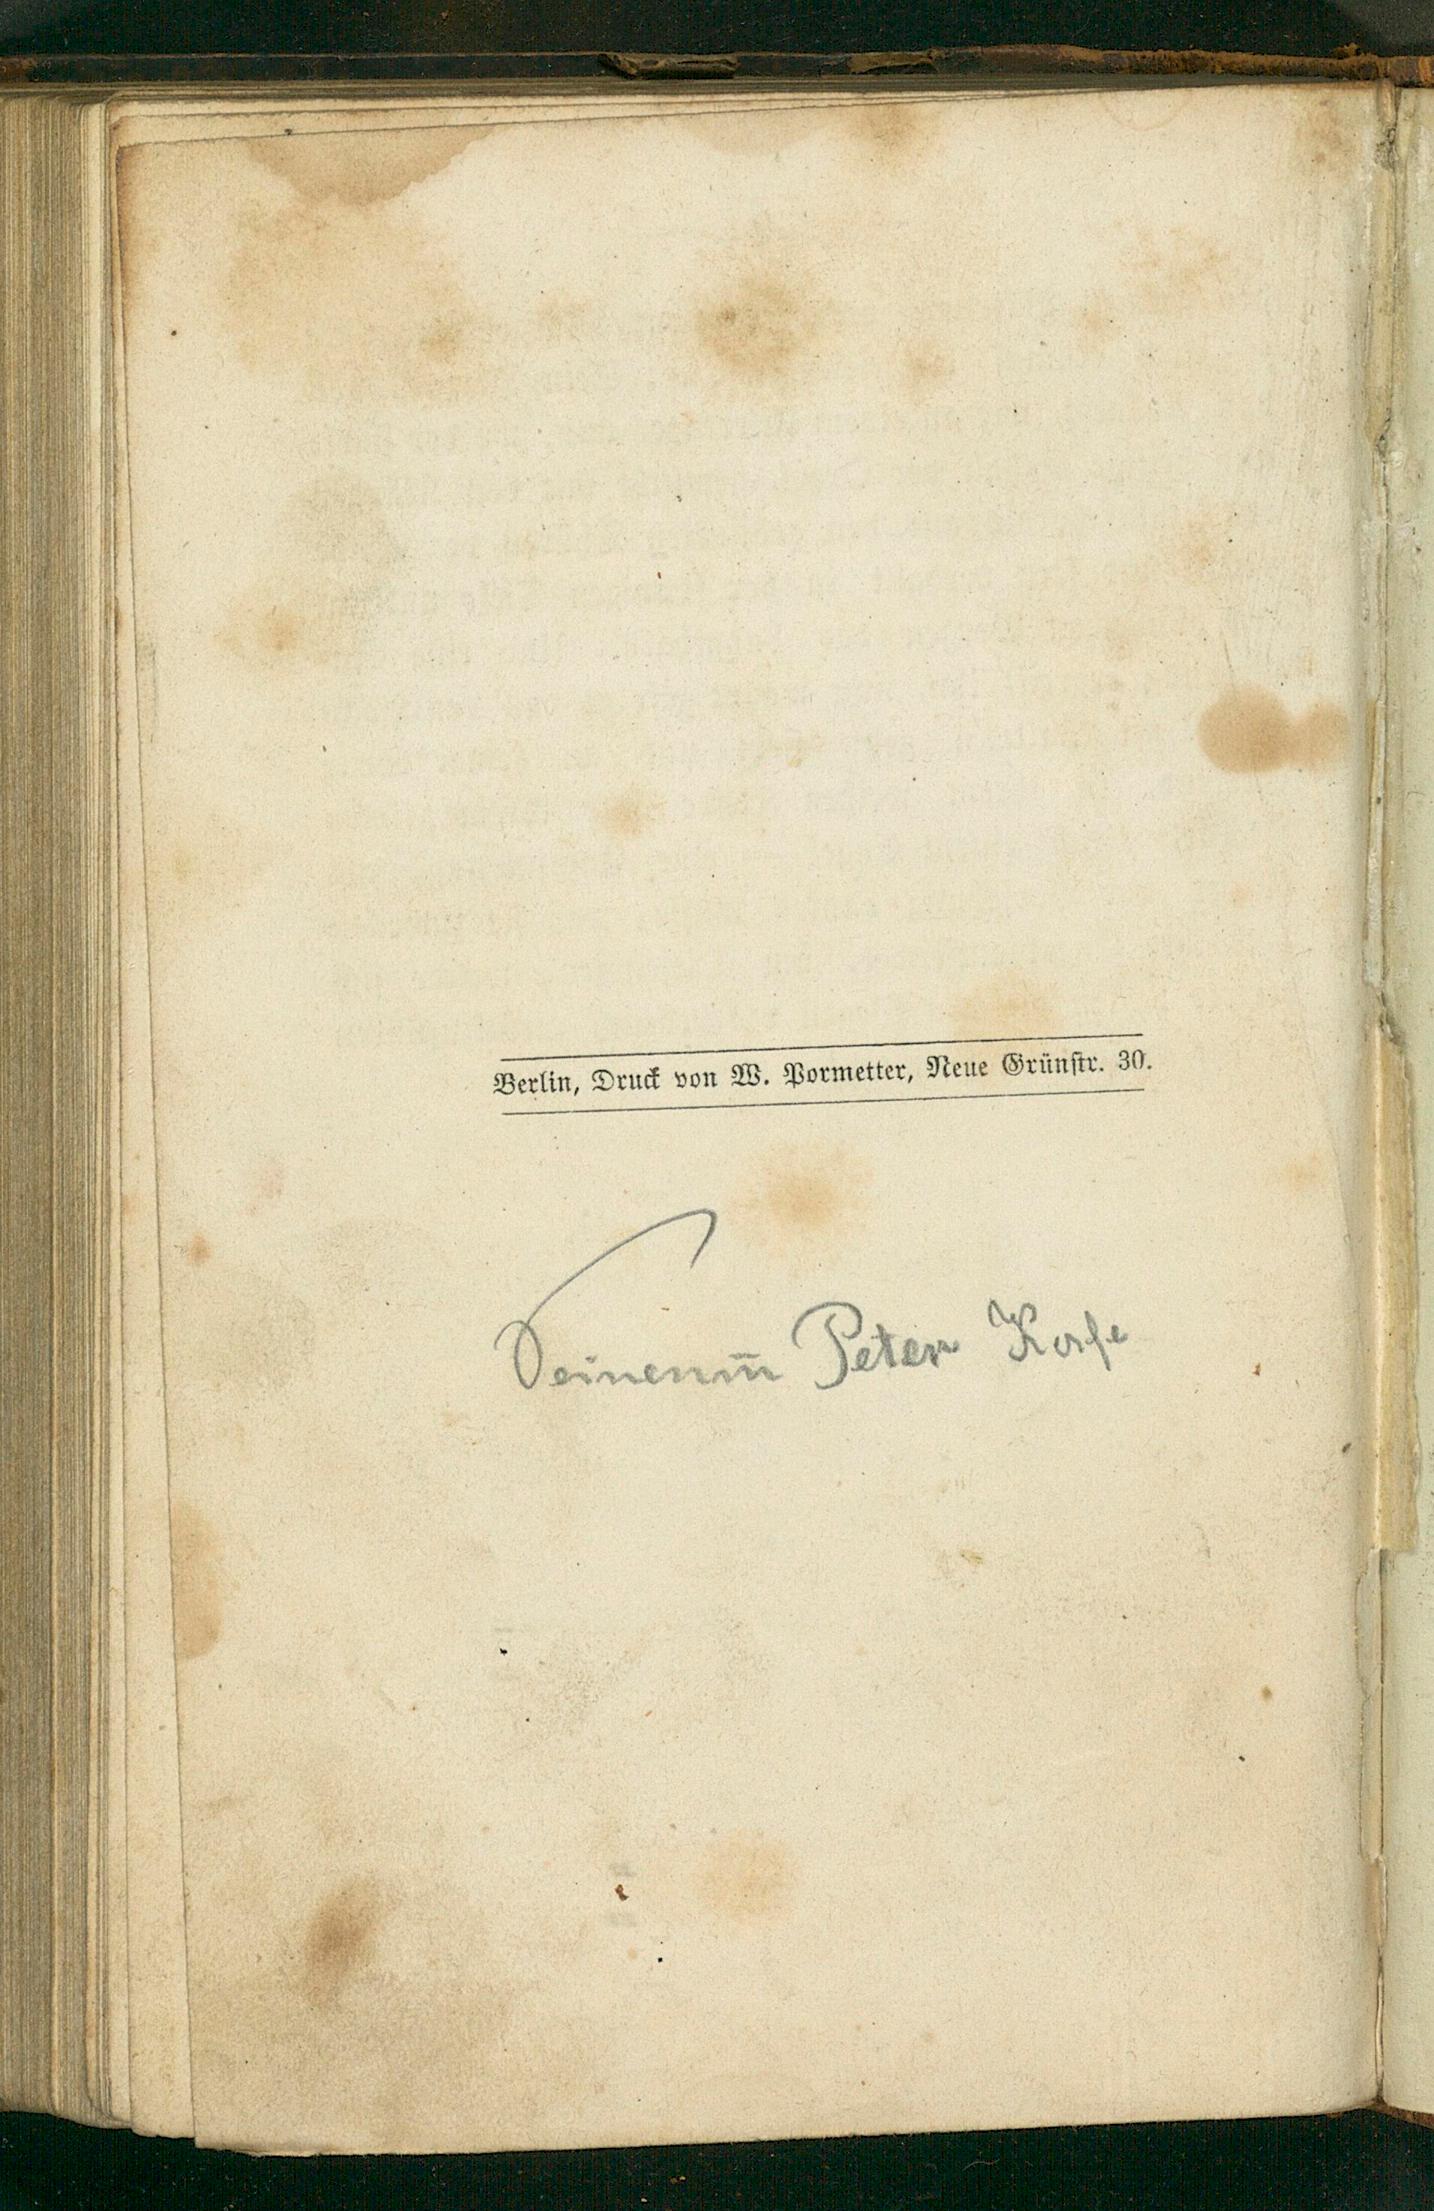 Berlin, Druck von W. Pormetter, Neue Grünstr. 30.
Peter